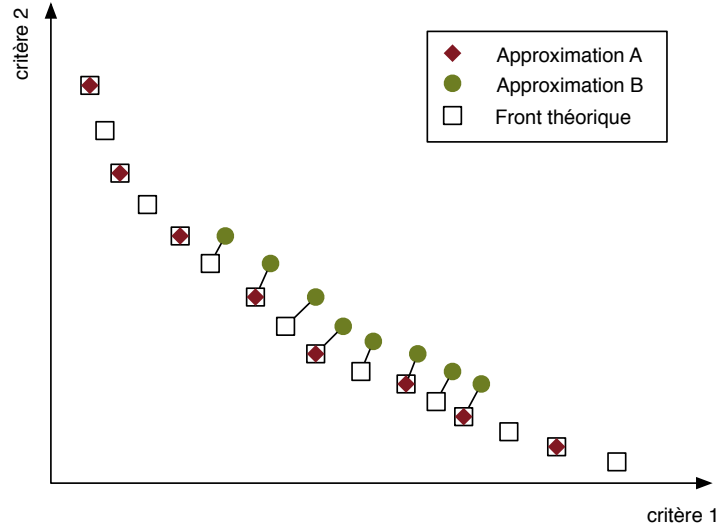 critère 2
Approximation A
Approximation B
Front théorique
critère 1